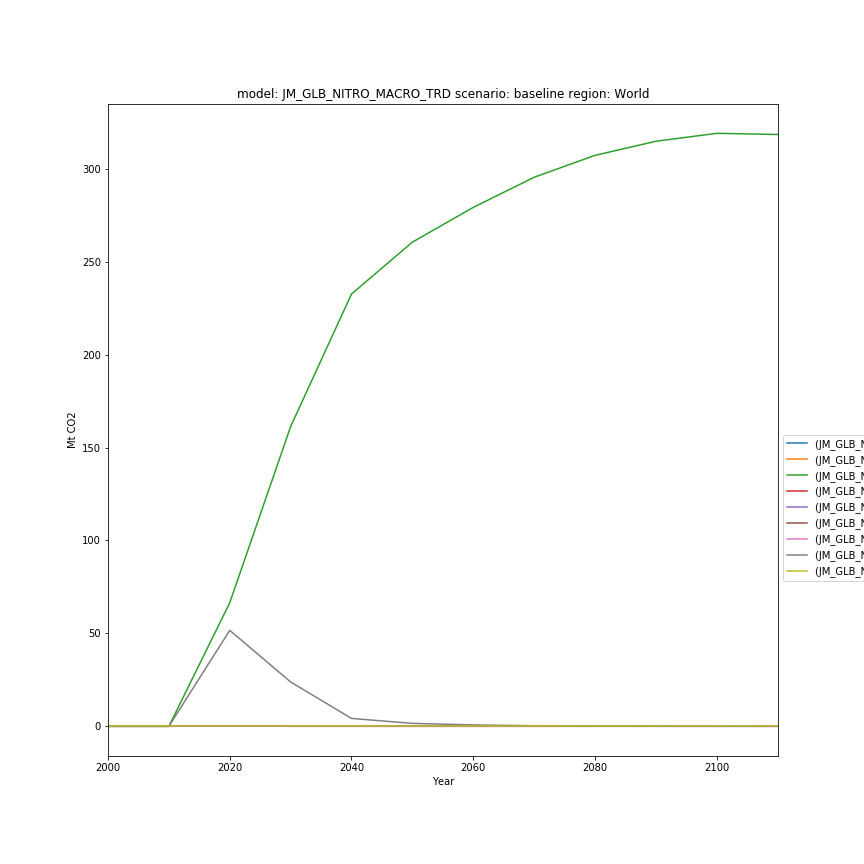 model: JM_GLB_NITRO_MACRO_TRD scenario: baseline region: World
300
250
200
150
100
50
0
Mt CO2
2000 2020 2040 2060 2080 2100
Year
(JM_GLB_N
(JM_GLB_N
(JM_GLB_N
(JM_GLB_N
(JM_GLB_N
(JM_GLB_N
(JM_GLB_N
(JM_GLB_N
(JM_GLB_N